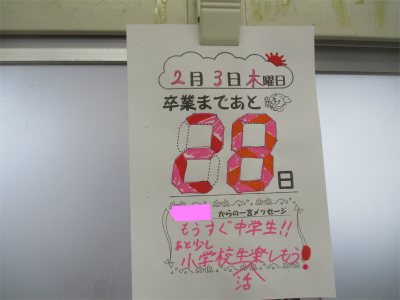 2月3日木曜日
卒業まであと
28日
からの一言メッセージ
もうすぐ中学生!!
あと少し
小学校生楽しもう!
活